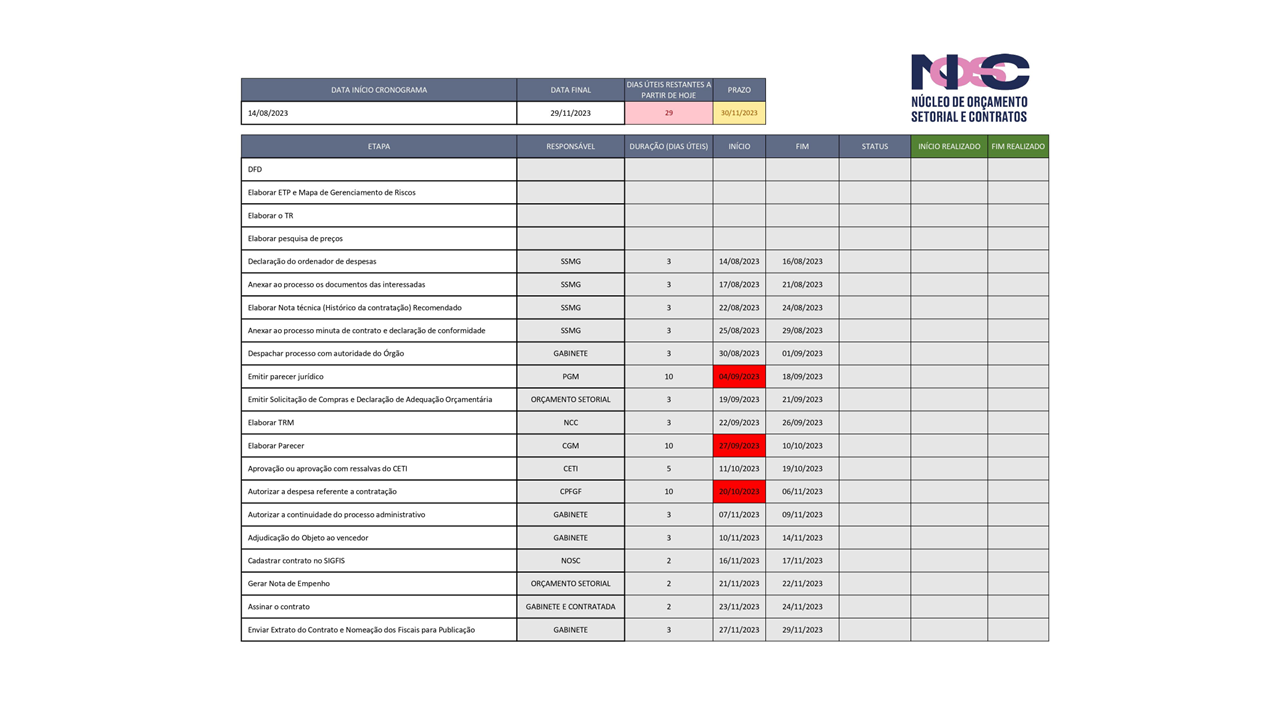 NOSC
NÚCLEO DE ORÇAMENTO
SETORIAL E CONTRATOS
DATA INÍCIO CRONOGRAMA DATA FINAL DIAS ÚTEIS RESTANTES A PARTIR DE HOJE PRAZO
14/08/2023 29/11/2023 29 30/11/2023
ETAPA RESPONSÁVEL DURAÇÃO (DIAS ÚTEIS) INÍCIO FIM STATUS INÍCIO REALIZADO FIM REALIZADO
DFD
Elaborar ETP e Mapa de Gerenciamento de Riscos
Elaborar o TR
Elaborar pesquisa de preços
Declaração do ordenador de despesas SSMG 3 14/08/2023 16/08/2023
Anexar ao processo os documentos das interessadas SSMG 3 17/08/2023 21/08/2023
Elaborar Nota técnica (Histórico da contratação) Recomendado SSMG 3 22/08/2023 24/08/2023
Anexar ao processo minuta de contrato e declaração de conformidade SSMG 3 25/08/2023 29/08/2023
Despachar processo com autoridade do Órgão GABINETE 3 30/08/2023 01/09/2023
Emitir parecer jurídico PGM 10 04/09/2023 18/09/2023
Emitir Solicitação de Compras e Declaração de Adequação Orçamentária ORÇAMENTO SETORIAL 3 19/09/2023 21/09/2023
Elaborar TRM NCC 3 22/09/2023 26/09/2023
Elaborar Parecer CGM 10 27/09/2023 10/10/2023
Aprovação ou aprovação com ressalvas do CETI CETI 5 11/10/2023 19/10/2023
Autorizar a despesa referente a contratação CPFGF 10 20/10/2023 06/11/2023
Autorizar a continuidade do processo administrativo GABINETE 3 07/11/2023 09/11/2023
Adjudicação do Objeto ao vencedor GABINETE 3 10/11/2023 14/11/2023
Cadastrar contrato no SIGFIS NOSC 2 16/11/2023 17/11/2023
Gerar Nota de Empenho ORÇAMENTO SETORIAL 2 21/11/2023 22/11/2023
Assinar o contrato GABINETE E CONTRATADA 2 23/11/2023 24/11/2023
Enviar Extrato do Contrato e Nomeação dos Fiscais para Publicação GABINETE 3 27/11/2023 29/11/2023